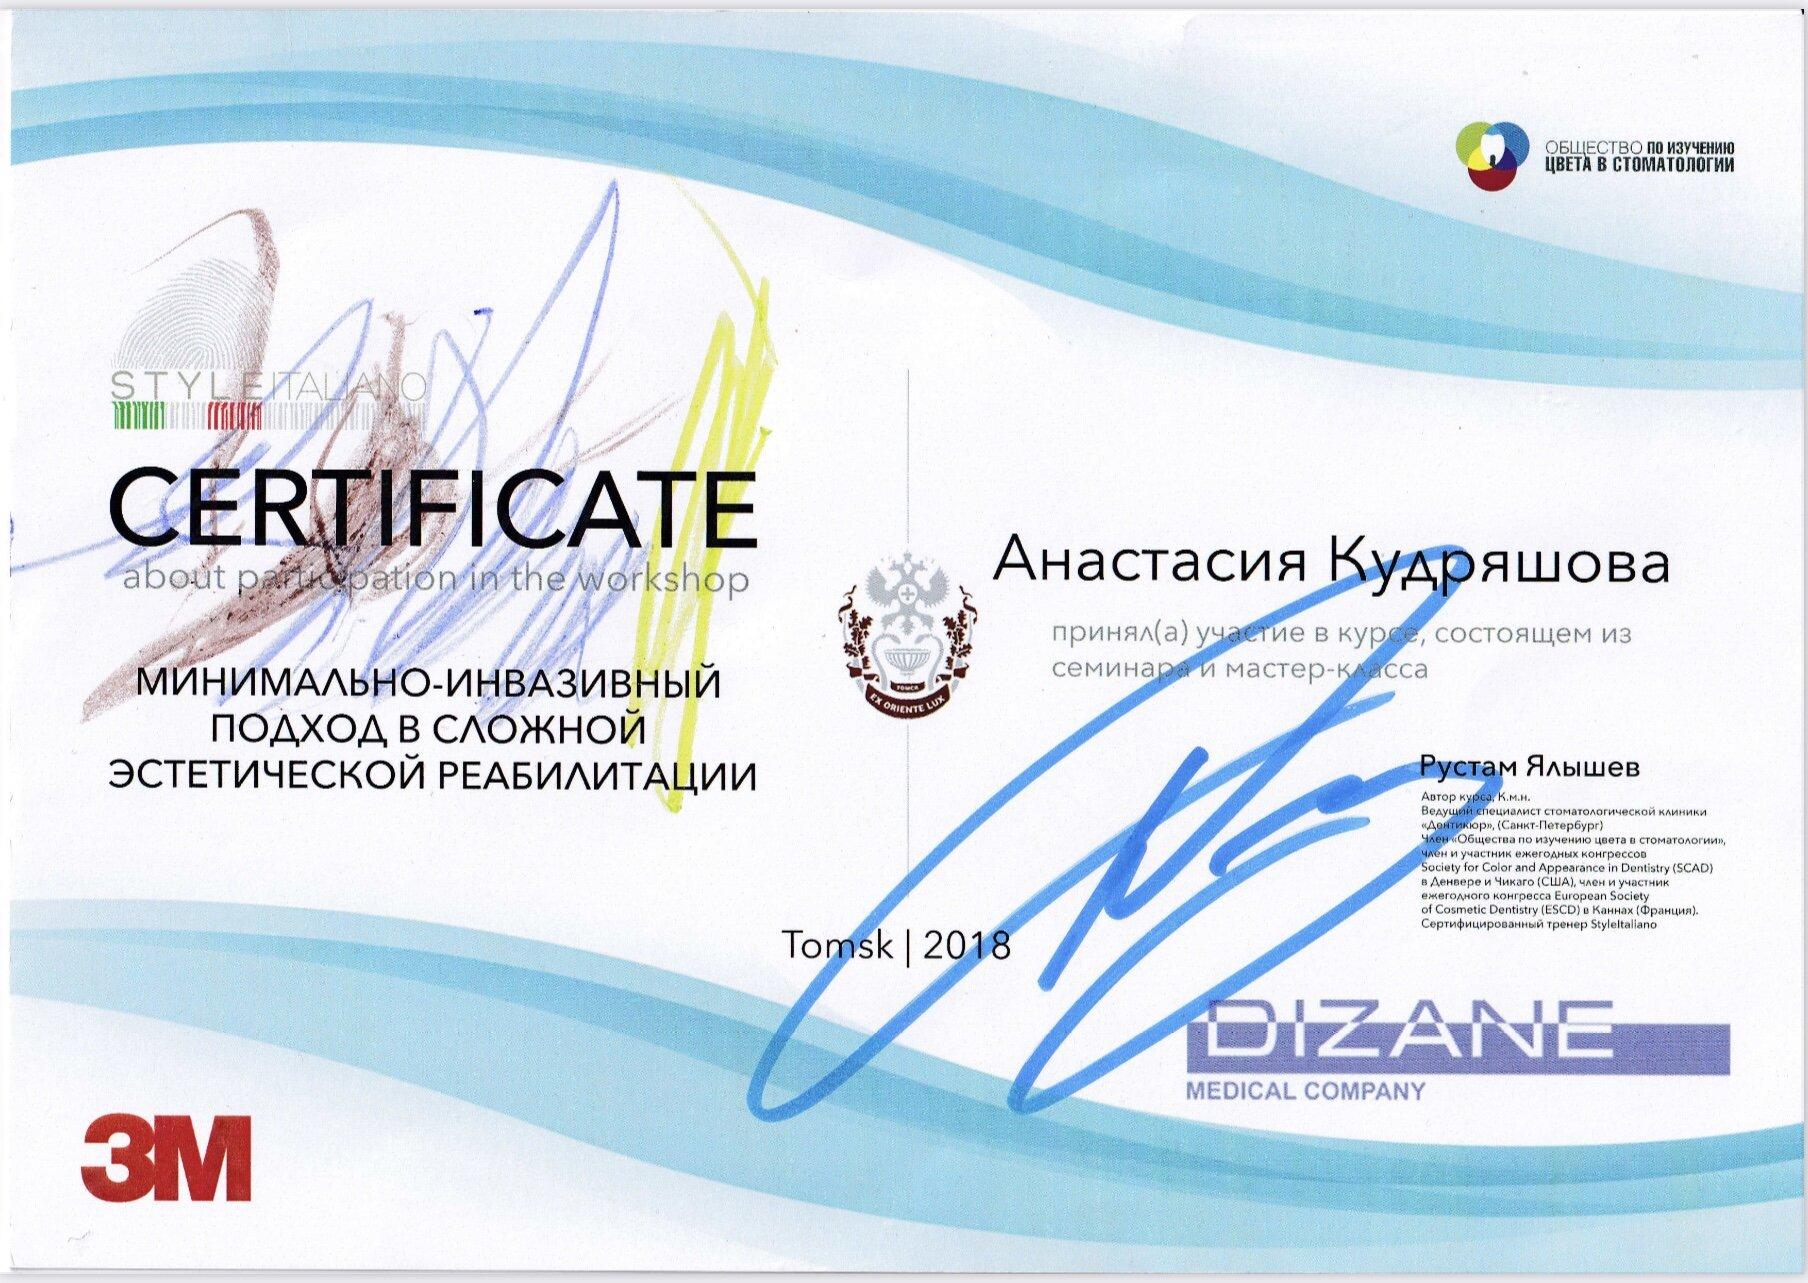 ОБЩЕСТВО ПО ИЗУЧЕНИЮ
ЦВЕТА В СТОМАТОЛОГИИ
STYLEITALIANO
CERTIFICATE
about participation in the workshop
МИНИМАЛЬНО-ИНВАЗИВНЫЙ
ПОДХОД В СЛОЖНОЙ
ЭСТЕТИЧЕСКОЙ РЕАБИЛИТАЦИИ
ТОМСК
EX ORIENTE LUX
Анастасия Кудряшова
принял(а) участие в курсе, состоящем из
семинара и мастер-класса
Рустам Ялышев
Автор курса, К.м.н.
Ведущий специалист стоматологической клиники
«Дентикюр», (Санкт-Петербург)
Член «Общества по изучению цвета в стоматологии»,
член и участник ежегодных конгрессов
Society for Color and Appearance in Dentistry (SCAD)
в Денвере и Чикаго (США), член и участник
ежегодного конгресса European Society
of Cosmetic Dentistry (ESCD) в Каннах (Франция).
Сертифицированный тренер StyleItaliano
Tomsk | 2018
DIZANE
MEDICAL COMPANY
3M